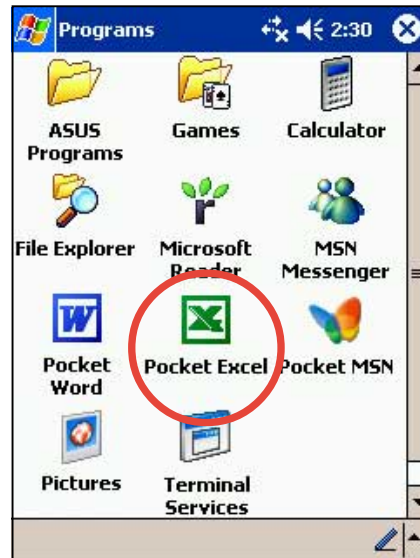 Programs 2:30
ASUS Programs Games Calculator
File Explorer Microsoft Reader MSN Messenger
Pocket Word Pocket Excel Pocket MSN
Pictures Terminal Services